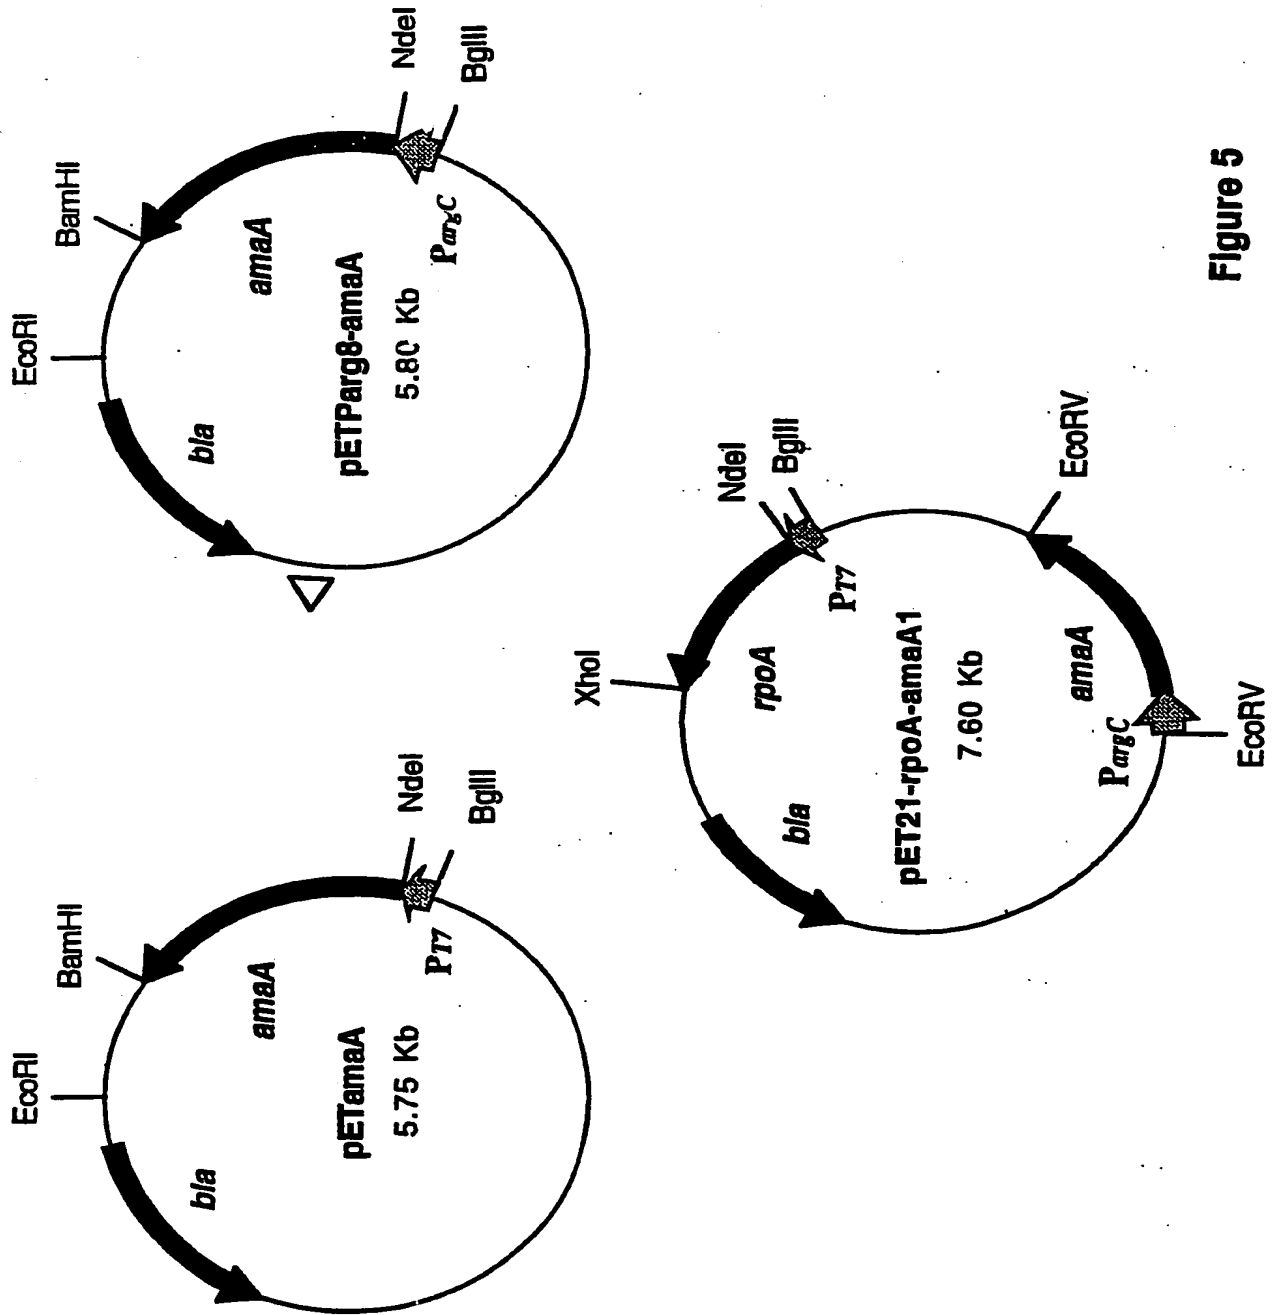 EcoRI
BamHI
NdeI
BglII
bla
amaA
PT7
pETamaA
5.75 Kb
EcoRI
BamHI
NdeI
BglII
bla
amaA
PargC
pETParg8-amaA
5.80 Kb
XhoI
NdeI
BglII
rpoA
PT7
bla
pET21-rpoA-amaA1
7.60 Kb
amaA
PargC
EcoRV
EcoRV
Figure 5